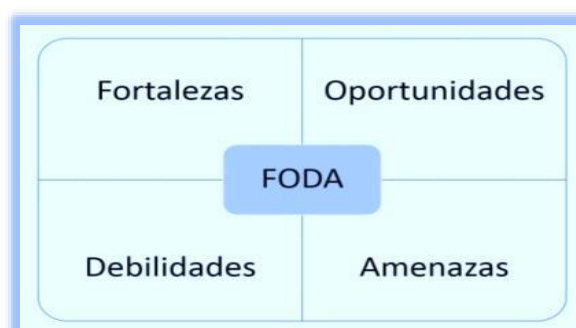 Fortalezas
Oportunidades
FODA
Debilidades
Amenazas